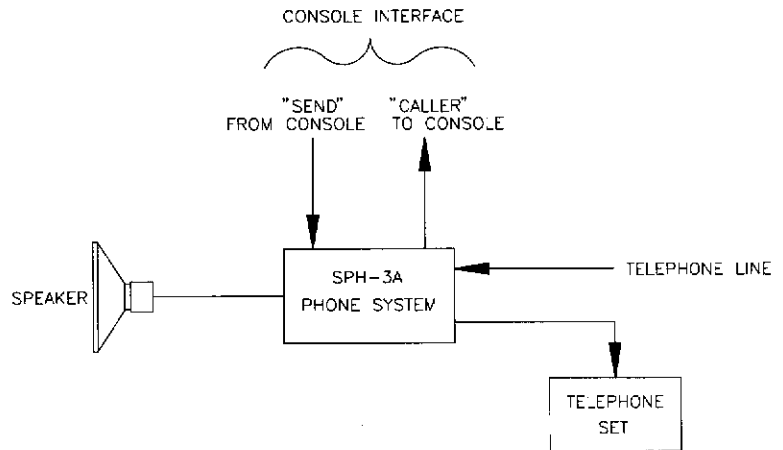 CONSOLE INTERFACE
"SEND"
FROM CONSOLE
"CALLER"
TO CONSOLE
SPH-3A
PHONE SYSTEM
TELEPHONE LINE
SPEAKER
TELEPHONE
SET